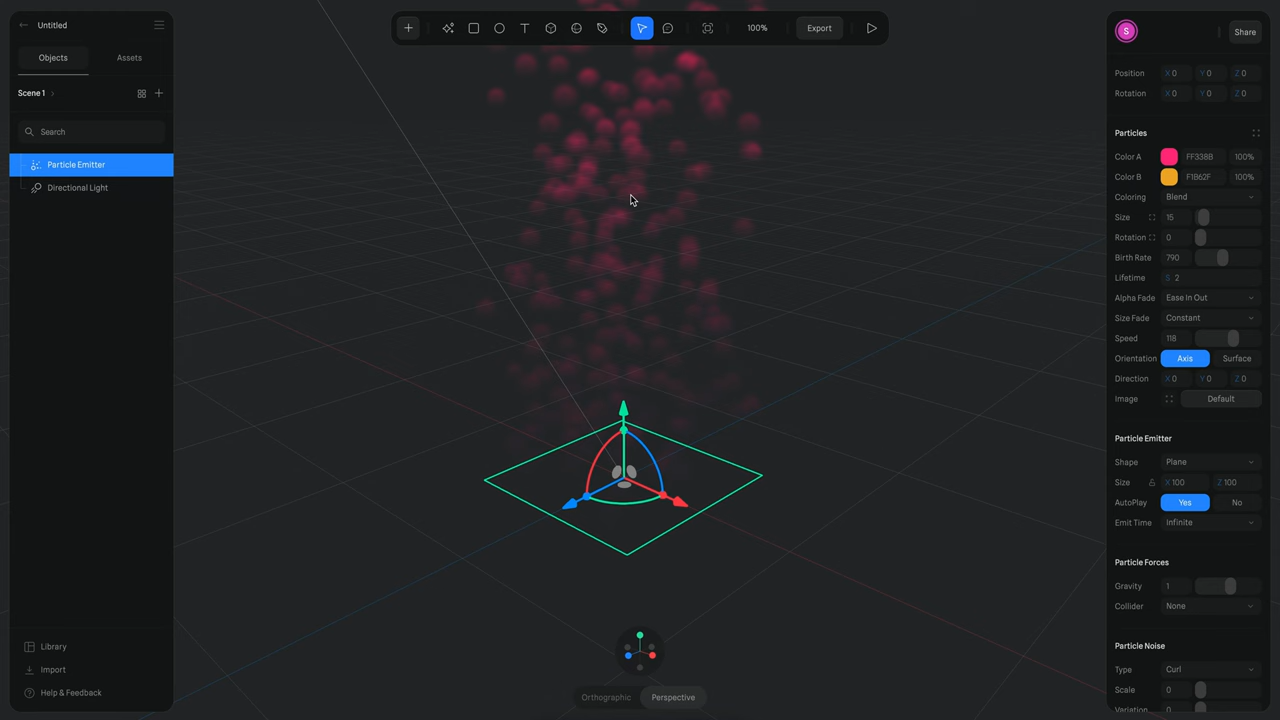 Untitled
Objects Assets
Scene 1
Search
Particle Emitter
Directional Light
Library
Import
Help & Feedback
100% Export
Orthographic Perspective
S Share
Position X 0 Y 0 Z 0
Rotation X 0 Y 0 Z 0
Particles
Color A FF338B 100%
Color B F1B62F 100%
Coloring Blend
Size 15
Rotation 0
Birth Rate 790
Lifetime S 2
Alpha Fade Ease In Out
Size Fade Constant
Speed 118
Orientation Axis Surface
Direction X 0 Y 0 Z 0
Image Default
Particle Emitter
Shape Plane
Size X 100 Z 100
AutoPlay Yes No
Emit Time Infinite
Particle Forces
Gravity 1
Collider None
Particle Noise
Type Curl
Scale 0
Variation 0